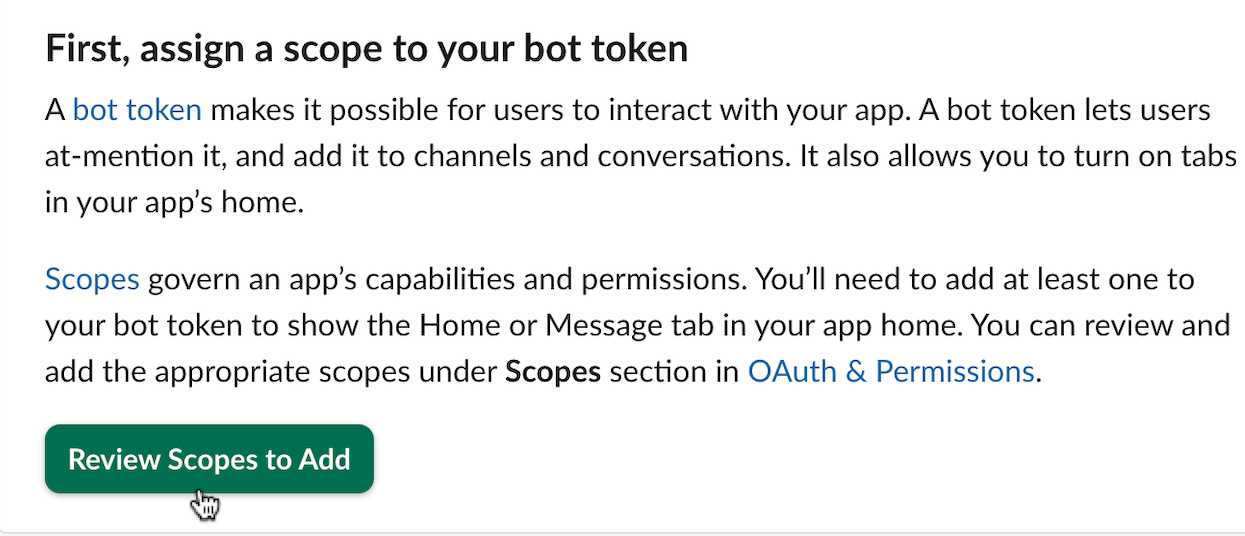 First, assign a scope to your bot token
A bot token makes it possible for users to interact with your app. A bot token lets users
at-mention it, and add it to channels and conversations. It also allows you to turn on tabs
in your app’s home.
Scopes govern an app’s capabilities and permissions. You’ll need to add at least one to
your bot token to show the Home or Message tab in your app home. You can review and
add the appropriate scopes under Scopes section in OAuth & Permissions.
Review Scopes to Add